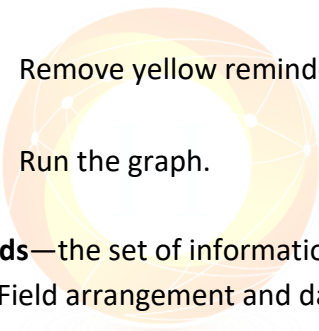 Remove yellow remind
Run the graph.
ds—the set of informatio
Field arrangement and da